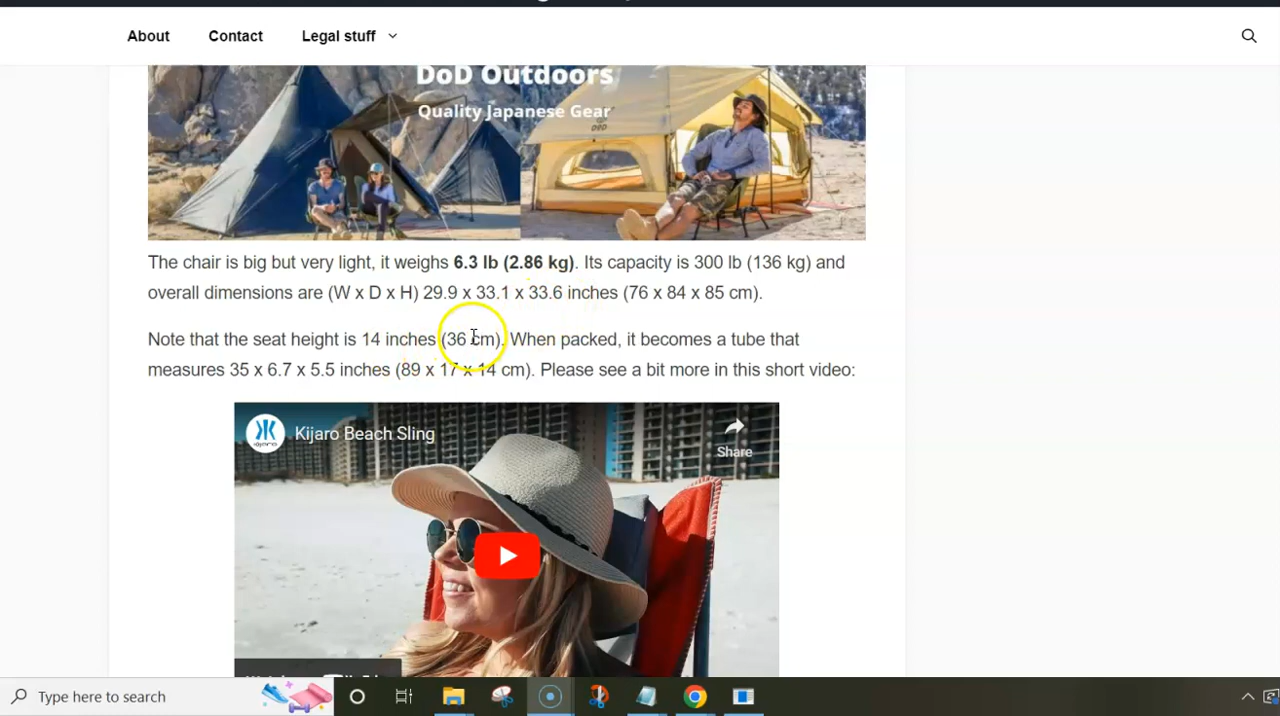 About Contact Legal stuff
DoD Outdoors
Quality Japanese Gear
The chair is big but very light, it weighs 6.3 lb (2.86 kg). Its capacity is 300 lb (136 kg) and
overall dimensions are (W x D x H) 29.9 x 33.1 x 33.6 inches (76 x 84 x 85 cm).
Note that the seat height is 14 inches (36 cm). When packed, it becomes a tube that
measures 35 x 6.7 x 5.5 inches (89 x 17 x 14 cm). Please see a bit more in this short video:
Kijaro Beach Sling
Share
Type here to search